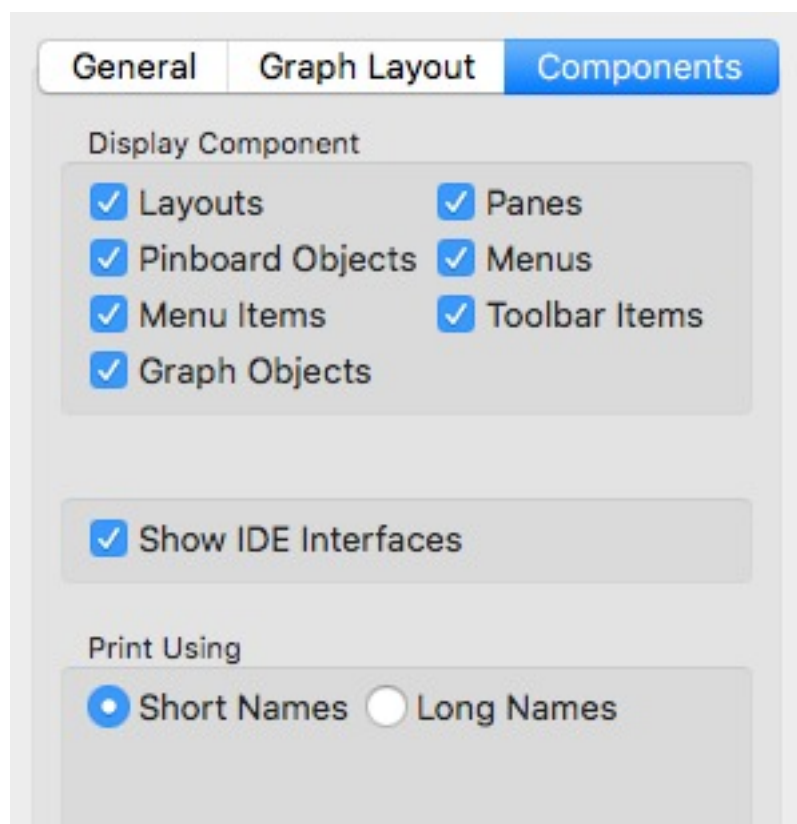 General Graph Layout Components
Display Component
Layouts Panes
Pinboard Objects Menus
Menu Items Toolbar Items
Graph Objects
Show IDE Interfaces
Print Using
Short Names Long Names